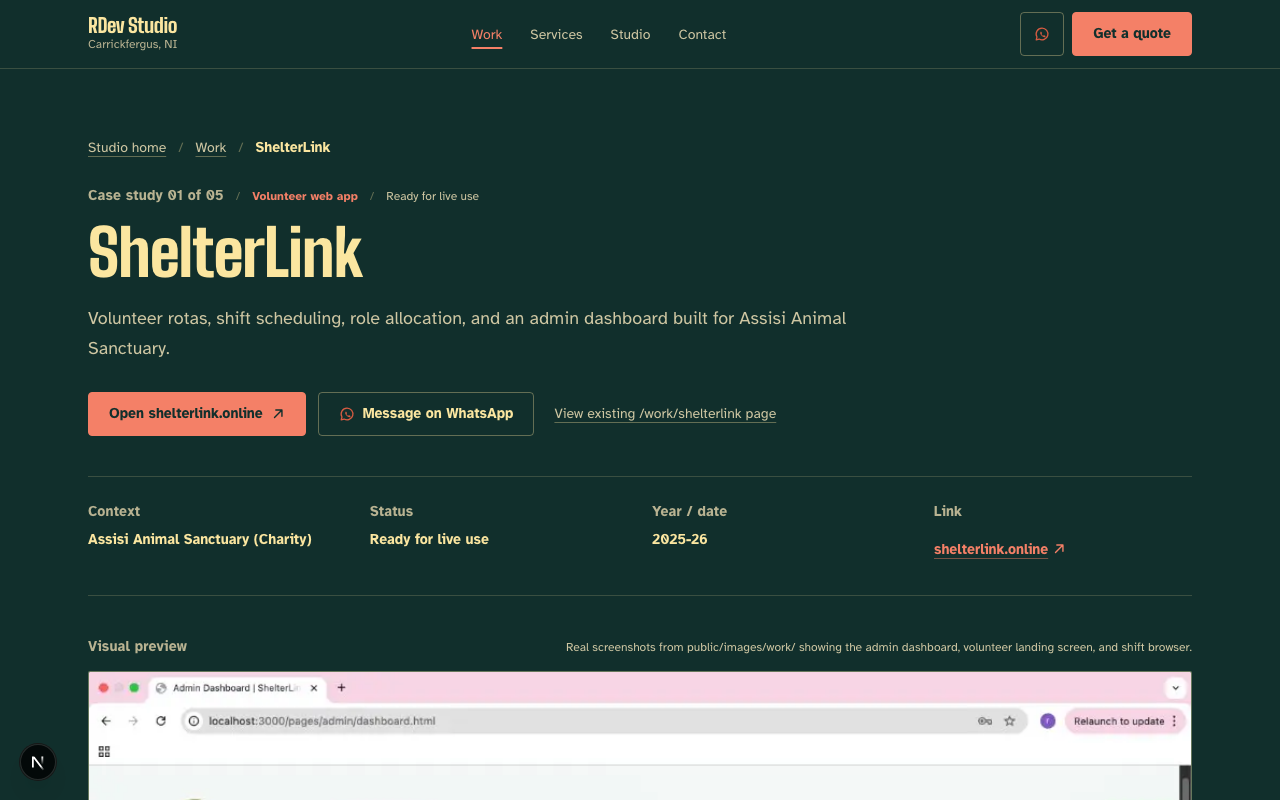 RDev Studio
Carrickfergus, NI
Work
Services
Studio
Contact
Get a quote
Studio home / Work / ShelterLink
Case study 01 of 05 / Volunteer web app / Ready for live use
ShelterLink
Volunteer rotas, shift scheduling, role allocation, and an admin dashboard built for Assisi Animal
Sanctuary.
Open shelterlink.online
Message on WhatsApp
View existing /work/shelterlink page
Context
Assisi Animal Sanctuary (Charity)
Status
Ready for live use
Year / date
2025-26
Link
shelterlink.online
Visual preview
Real screenshots from public/images/work/ showing the admin dashboard, volunteer landing screen, and shift browser.
Admin Dashboard | ShelterLi
localhost:3000/pages/admin/dashboard.html
Relaunch to update
N